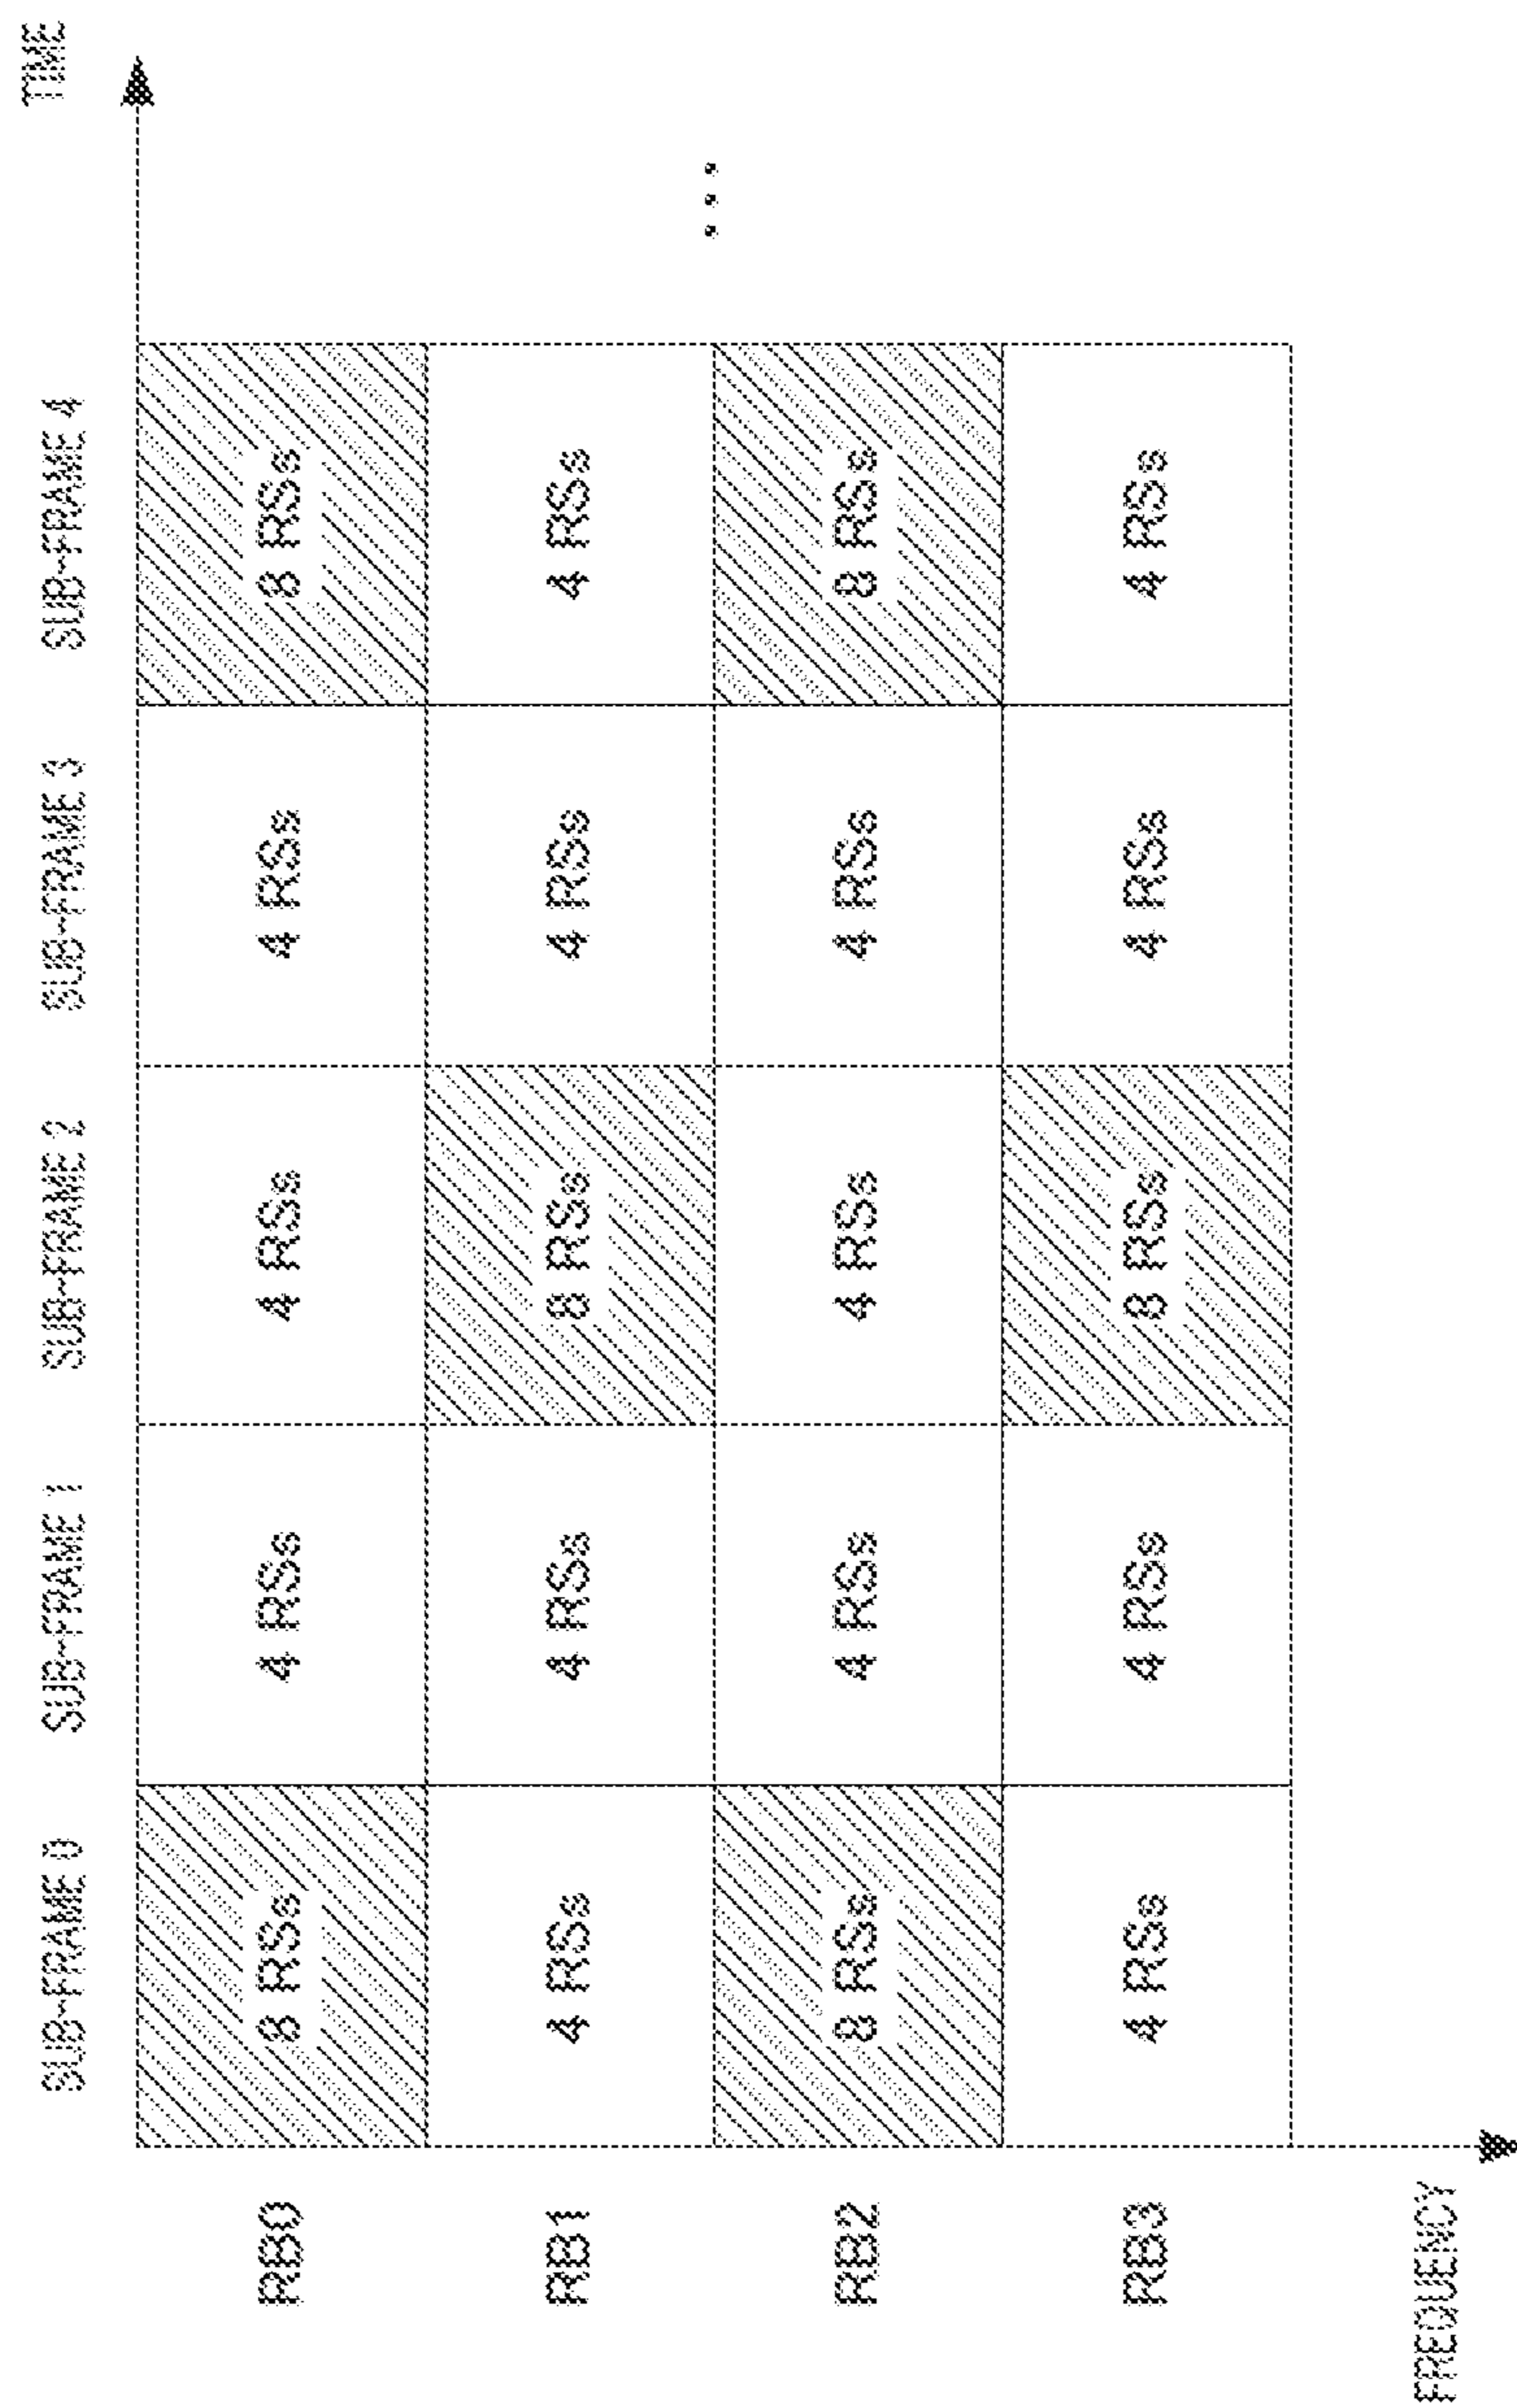 SUB-FRAME 0 SUB-FRAME 1 SUB-FRAME 2 SUB-FRAME 3 SUB-FRAME 4 TIME
RB0 8 RSs 4 RSs 4 RSs 4 RSs 8 RSs
RB1 4 RSs 4 RSs 8 RSs 4 RSs 4 RSs
RB2 8 RSs 4 RSs 4 RSs 4 RSs 8 RSs
...
RB3 4 RSs 4 RSs 8 RSs 4 RSs 4 RSs
FREQUENCY